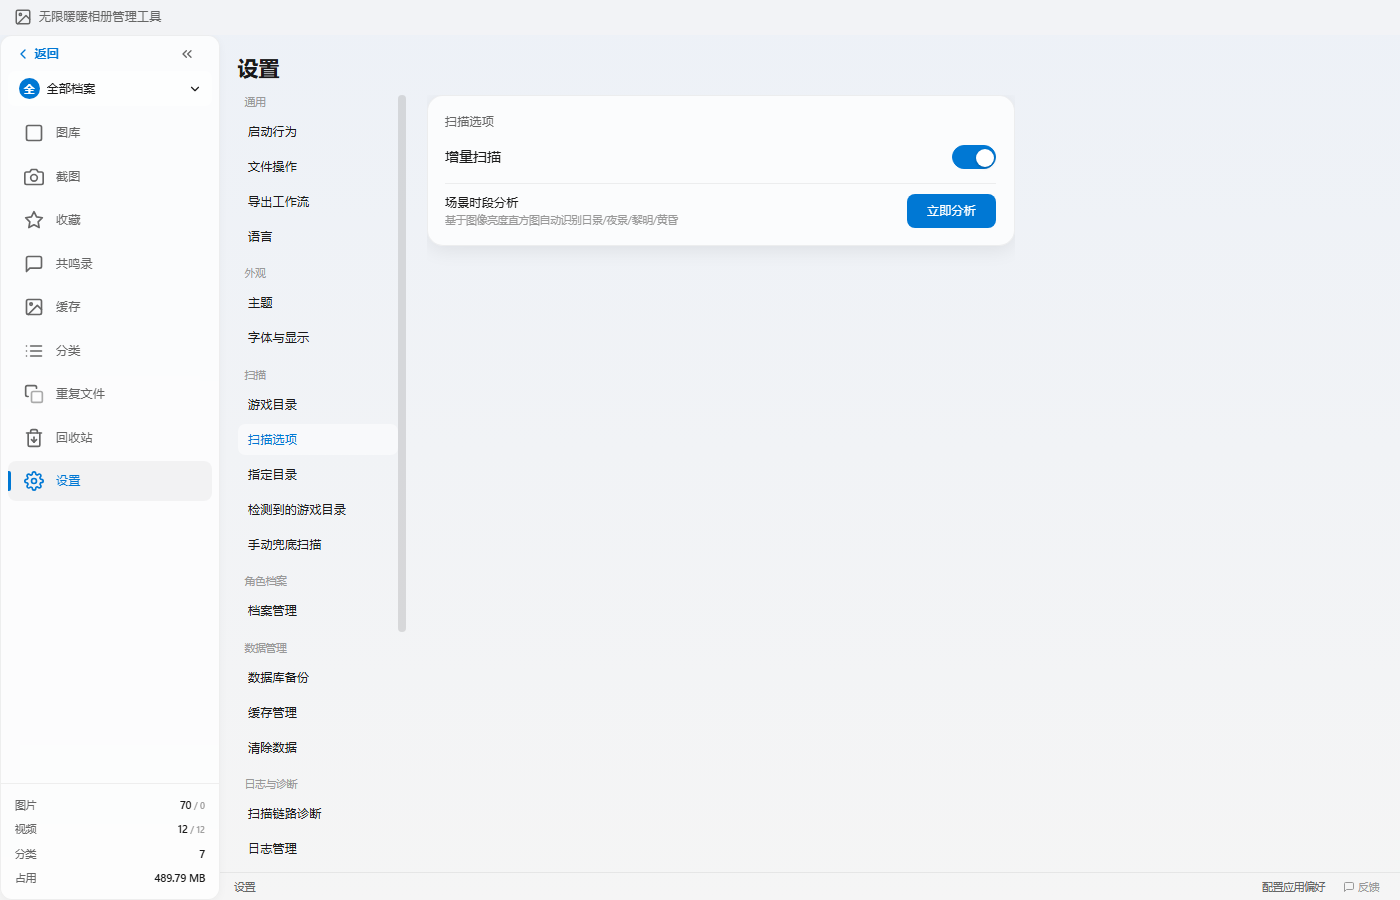 无限暖暖相册管理工具
返回
全 全部档案
图库
截图
收藏
共鸣录
缓存
分类
重复文件
回收站
设置
图片 70 / 0
视频 12 / 12
分类 7
占用 489.79 MB
设置
通用
启动行为
文件操作
导出工作流
语言
外观
主题
字体与显示
扫描
游戏目录
扫描选项
指定目录
检测到的游戏目录
手动兜底扫描
角色档案
档案管理
数据管理
数据库备份
缓存管理
清除数据
日志与诊断
扫描链路诊断
日志管理
扫描选项
增量扫描
场景时段分析
基于图像亮度直方图自动识别日景/夜景/黎明/黄昏
立即分析
设置
配置应用偏好
反馈